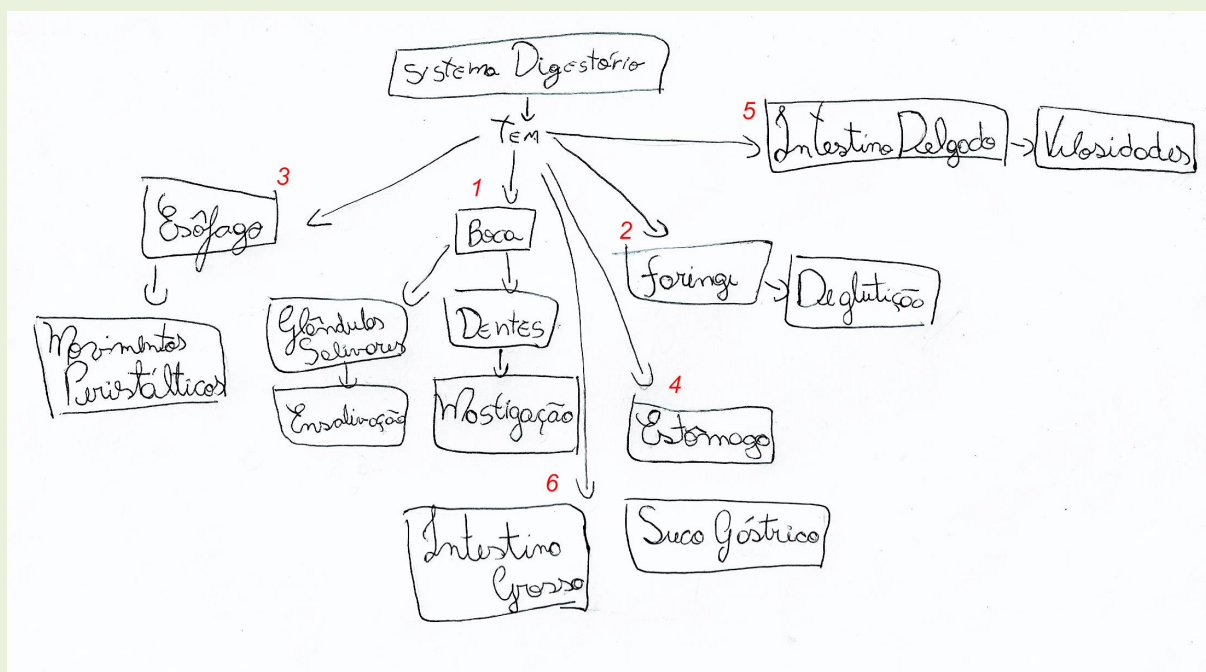 Sistema Digestório
TEM
5
Intestino Delgado
Vilosidades
3
Esôfago
1
Boca
2
faringe
Deglutição
Movimentos
Peristálticos
Glândulas
Salivares
DENTES
Ensalivação
Mastigação
4
Estômago
6
Intestino
Grosso
Suco Gástrico